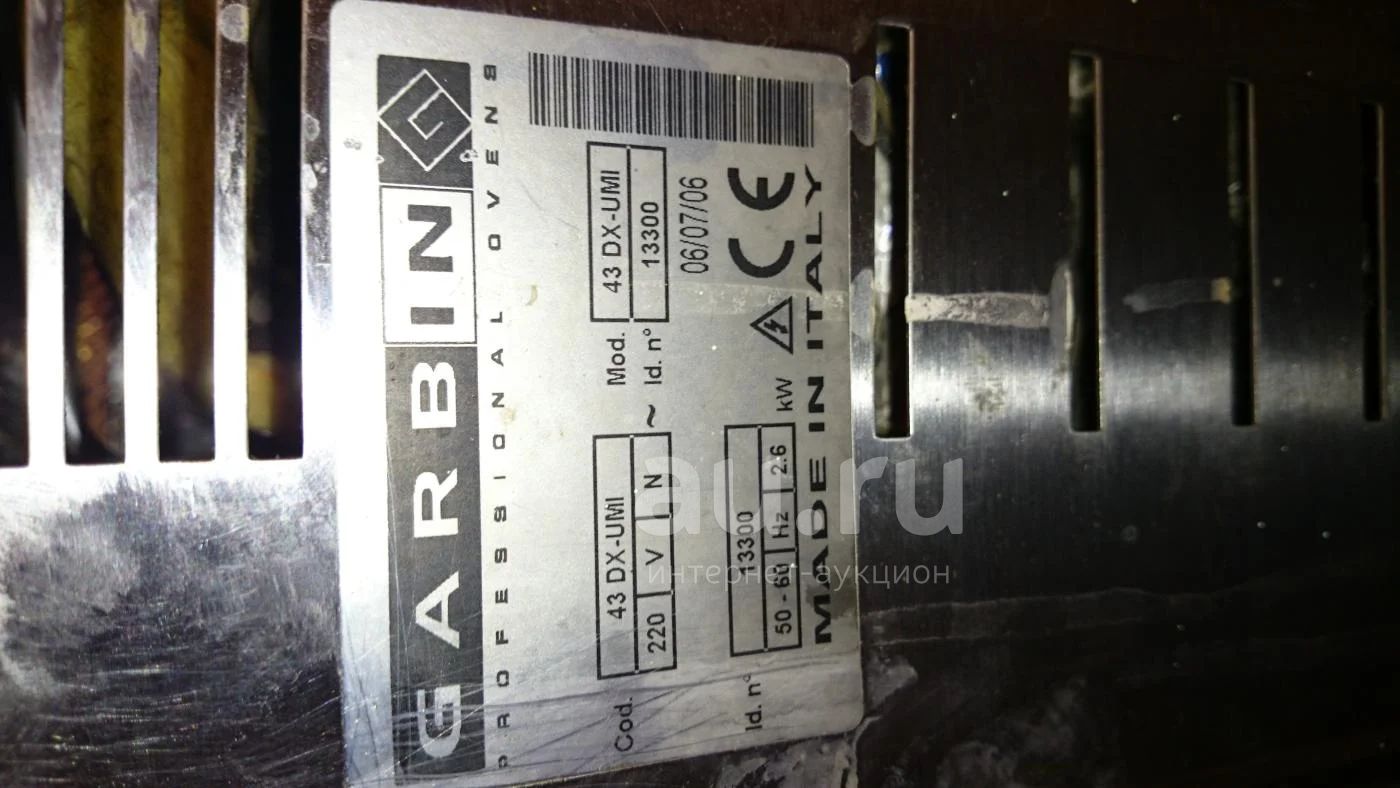 GARBIN
PROFESSIONAL OVENS
Cod. 43 DX-UMI Mod. 43 DX-UMI
220 V N ~ Id. n° 13300
06/07/06
Id. n° 13300
50 - 60 Hz 2.6 kW CE
MADE IN ITALY
au.ru
интернет-аукцион